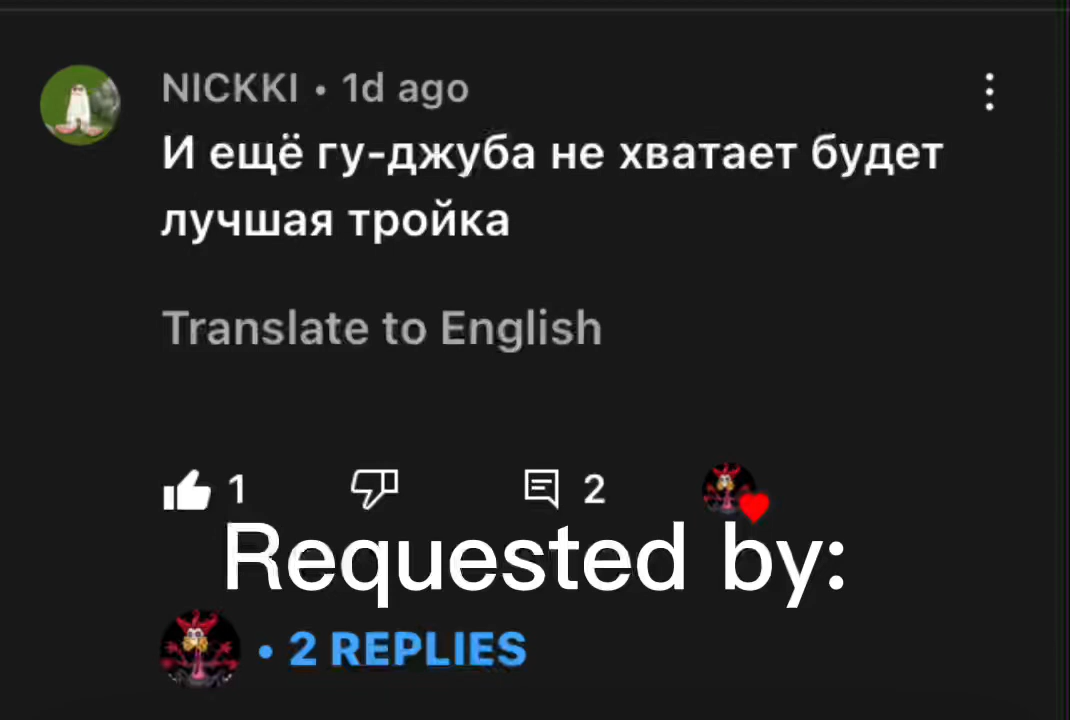 NICKKI • 1d ago
И ещё гу-джуба не хватает будет
лучшая тройка
Translate to English
1
2
Requested by:
• 2 REPLIES